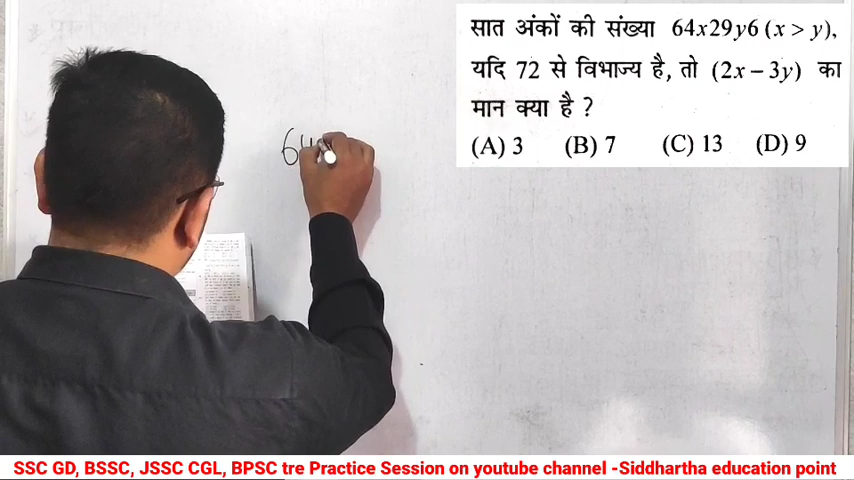 सात अंकों की संख्या 64x29y6 (x > y),
यदि 72 से विभाज्य है, तो (2x – 3y) का
मान क्या है ?
(A) 3 (B) 7 (C) 13 (D) 9
64
SSC GD, BSSC, JSSC CGL, BPSC tre Practice Session on youtube channel -Siddhartha education point